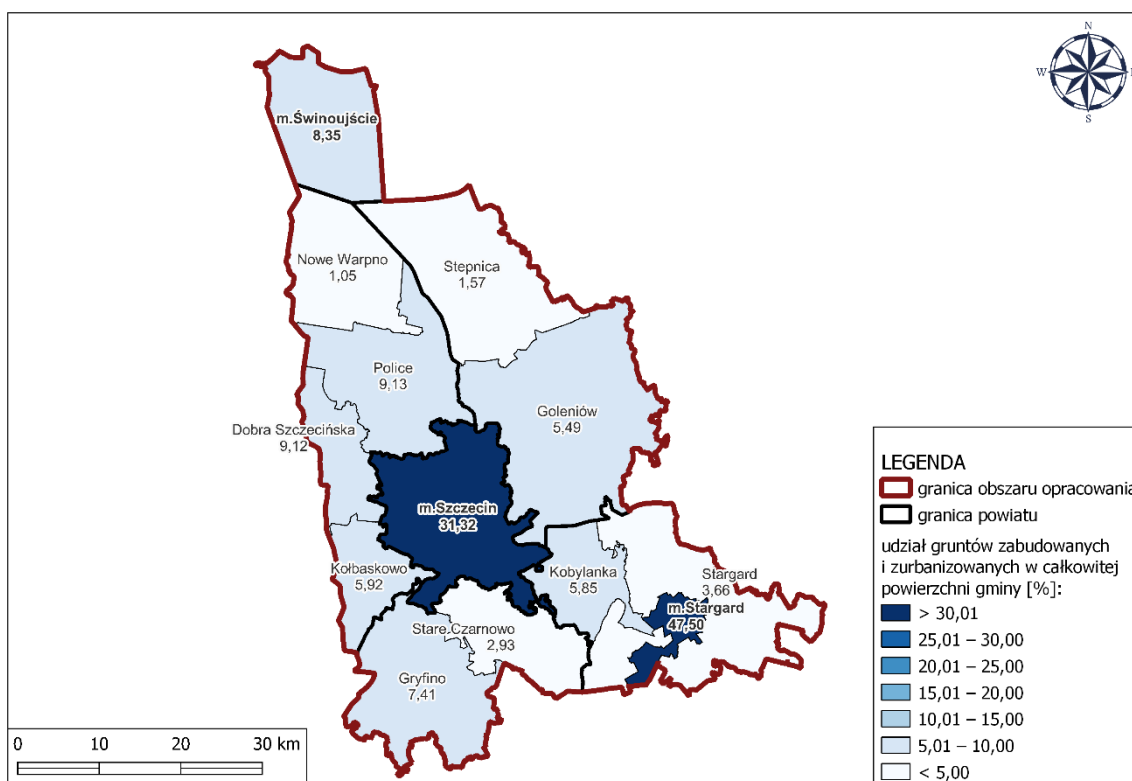 N
W
E
S
m.Świnoujście
8,35
Nowe Warpno
1,05
Stepnica
1,57
Police
9,13
Goleniów
5,49
Dobra Szczecińska
9,12
m.Szczecin
31,32
Kołbaskowo
5,92
Kobylanka
5,85
Stargard
3,66
m.Stargard
47,50
Stare Czarnowo
2,93
Gryfino
7,41
0 10 20 30 km
LEGENDA
granica obszaru opracowania
granica powiatu
udział gruntów zabudowanych
i zurbanizowanych w całkowitej
powierzchni gminy [%]:
> 30,01
25,01 – 30,00
20,01 – 25,00
15,01 – 20,00
10,01 – 15,00
5,01 – 10,00
< 5,00